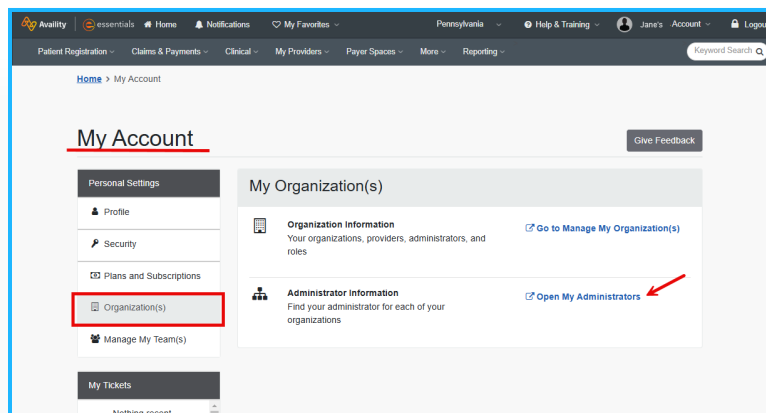 Availity essentials Home Notifications My Favorites Pennsylvania Help & Training Jane's Account Logou
Patient Registration Claims & Payments Clinical My Providers Payer Spaces More Reporting Keyword Search
Home > My Account
My Account
Give Feedback
Personal Settings
Profile
Security
Plans and Subscriptions
Organization(s)
Manage My Team(s)
My Tickets
Nothing recent
My Organization(s)
Organization Information
Your organizations, providers, administrators, and
roles
Go to Manage My Organization(s)
Administrator Information
Find your administrator for each of your
organizations
Open My Administrators